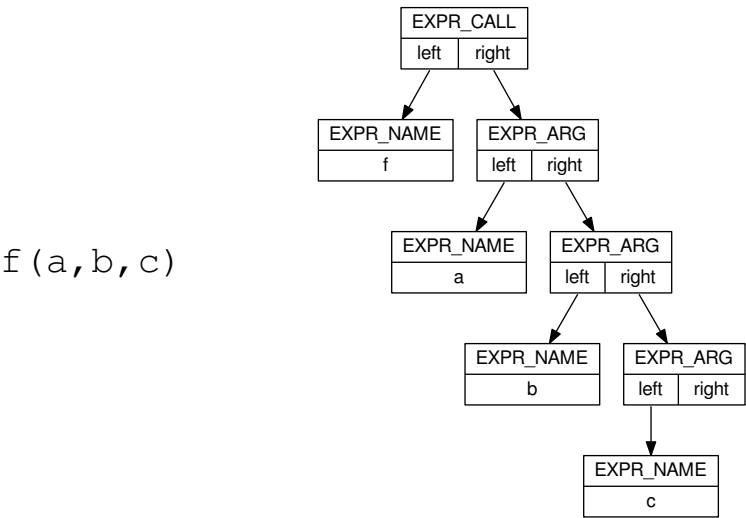 EXPR_CALL
left right
EXPR_NAME EXPR_ARG
f left right
f(a,b,c)
EXPR_NAME EXPR_ARG
a left right
EXPR_NAME EXPR_ARG
b left right
EXPR_NAME
c